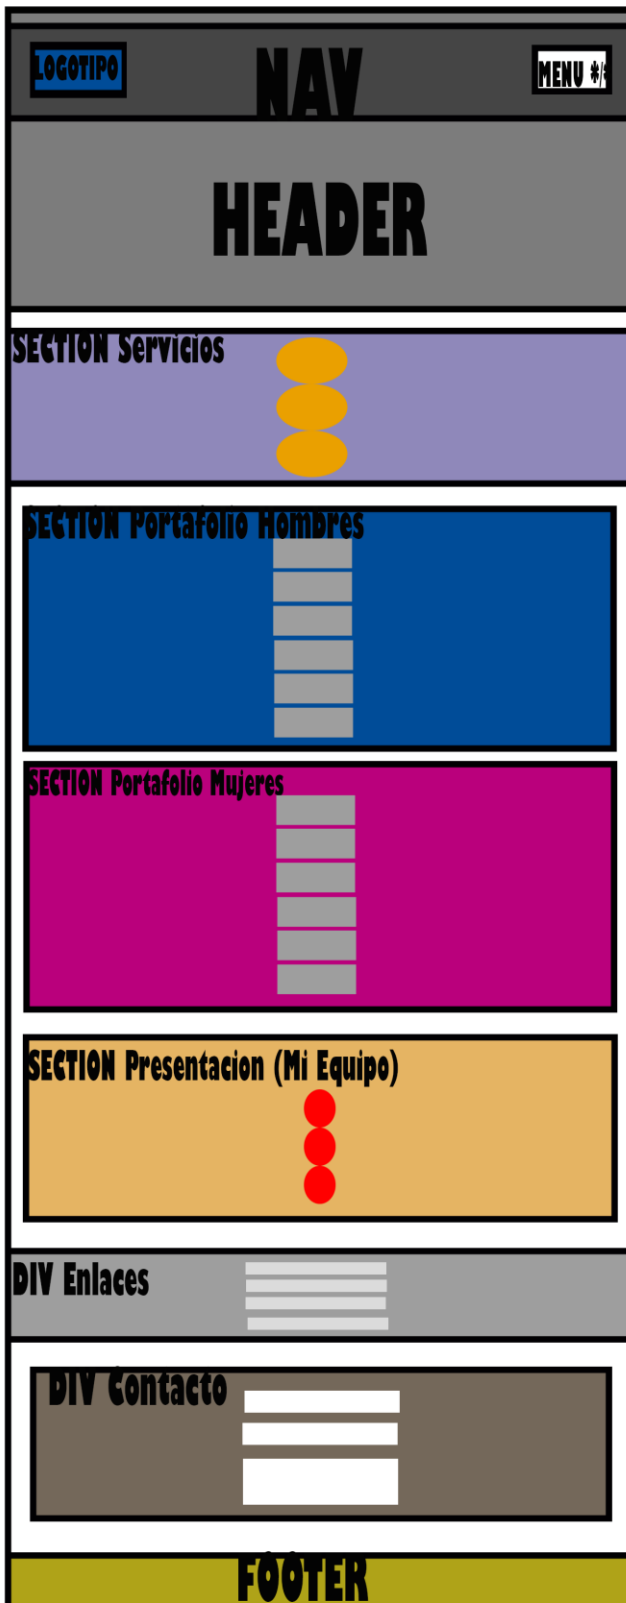 LOGOTIPO
NAV
MENU */*
HEADER
SECTION Servicios
SECTION Portafolio Hombres
SECTION Portafolio Mujeres
SECTION Presentacion (Mi Equipo)
DIV Enlaces
DIV Contacto
FOOTER